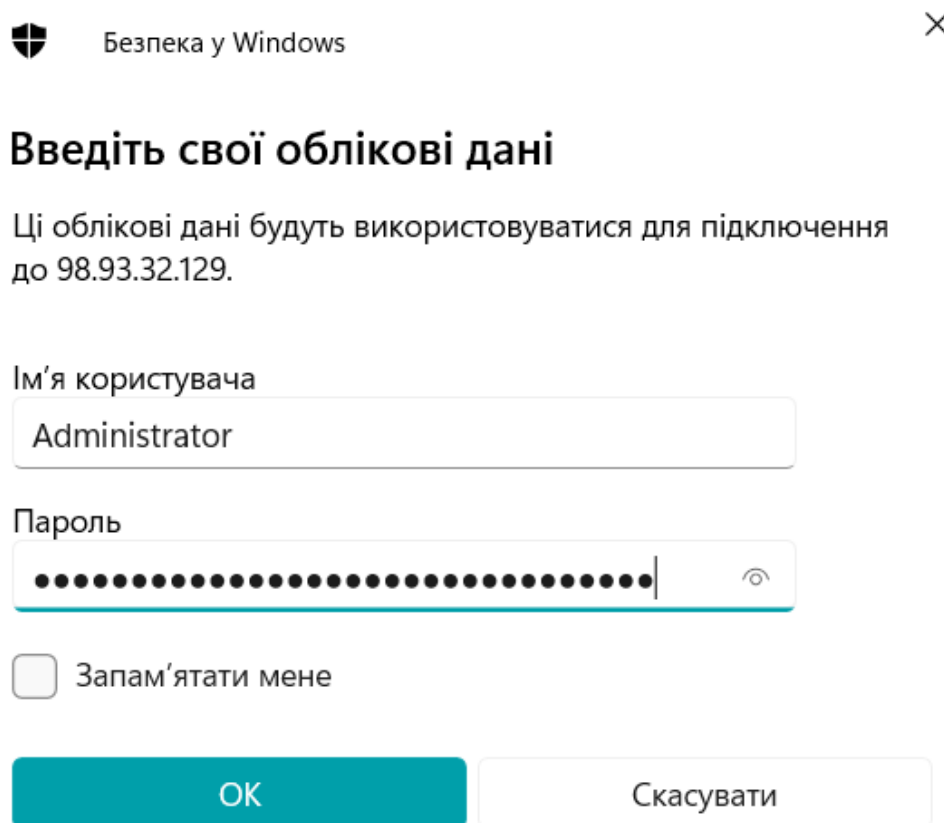 Безпека у Windows
Введіть свої облікові дані
Ці облікові дані будуть використовуватися для підключення
до 98.93.32.129.
Ім'я користувача
Administrator
Пароль
••••••••••••••••••••••••••••••••
Запам'ятати мене
ОК
Скасувати